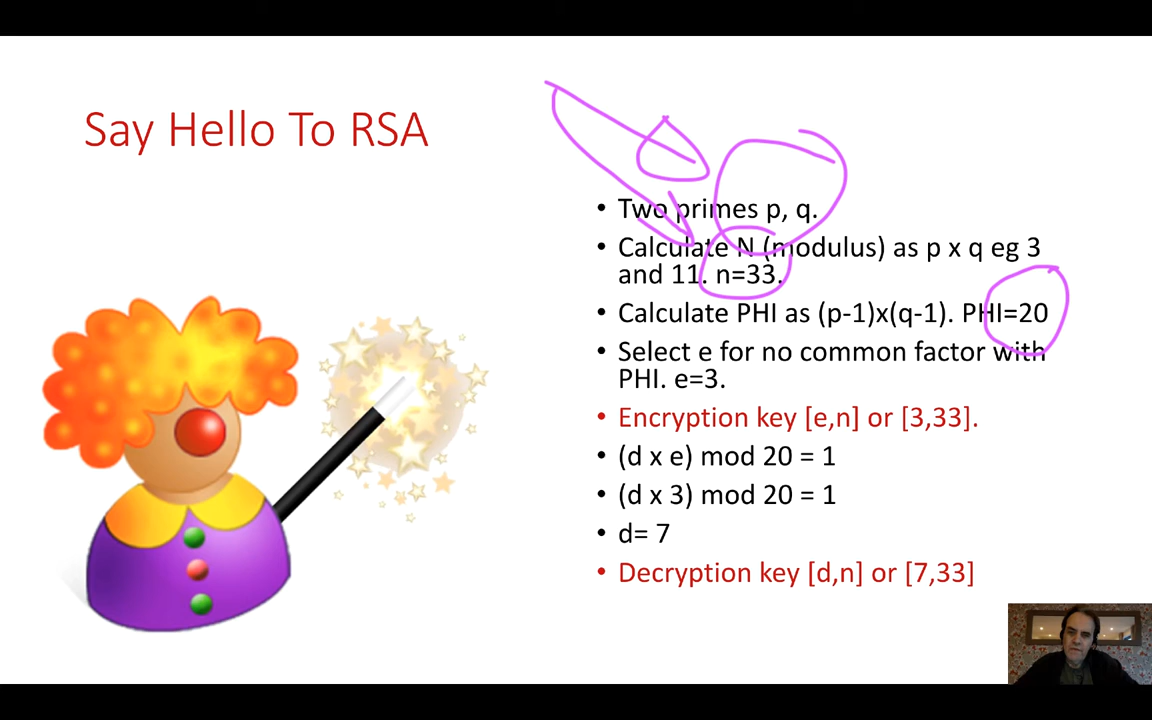 Say Hello To RSA
• Two primes p, q.
• Calculate N (modulus) as p x q eg 3
and 11. n=33.
• Calculate PHI as (p-1)x(q-1). PHI=20
• Select e for no common factor with
PHI. e=3.
• Encryption key [e,n] or [3,33].
• (d x e) mod 20 = 1
• (d x 3) mod 20 = 1
• d= 7
• Decryption key [d,n] or [7,33]